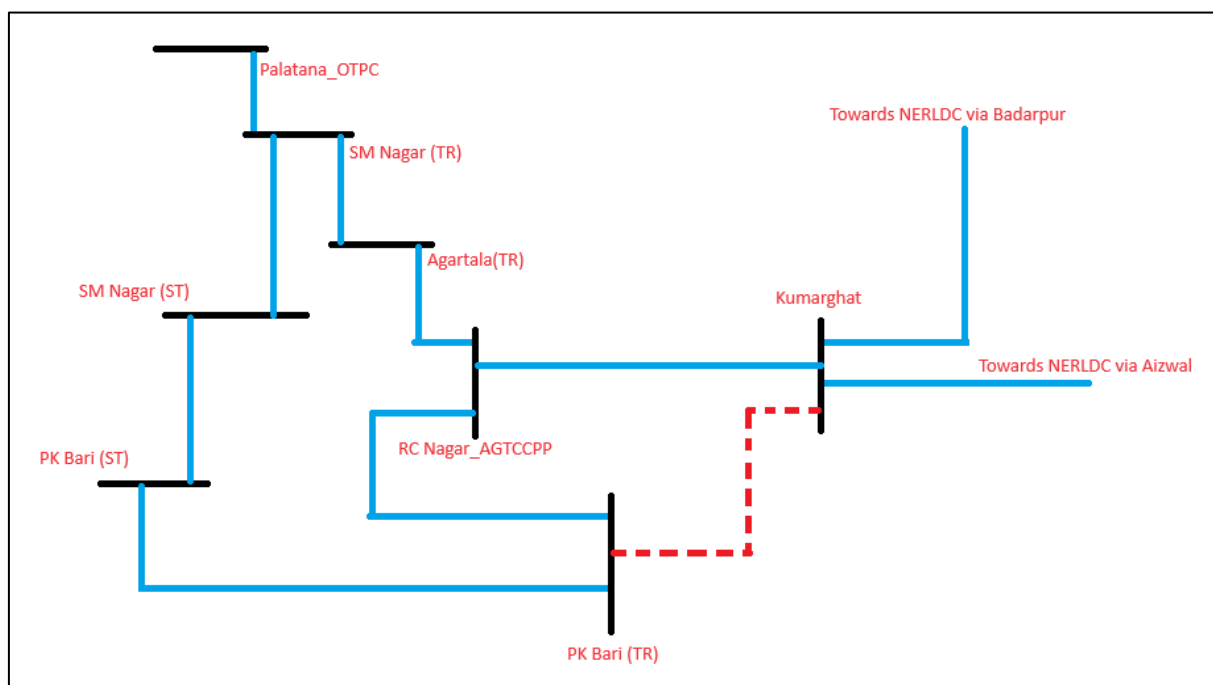 Palatana_OTPC
Towards NERLDC via Badarpur
SM Nagar (TR)
Agartala(TR)
SM Nagar (ST)
Kumarghat
Towards NERLDC via Aizwal
RC Nagar_AGTCCPP
PK Bari (ST)
PK Bari (TR)